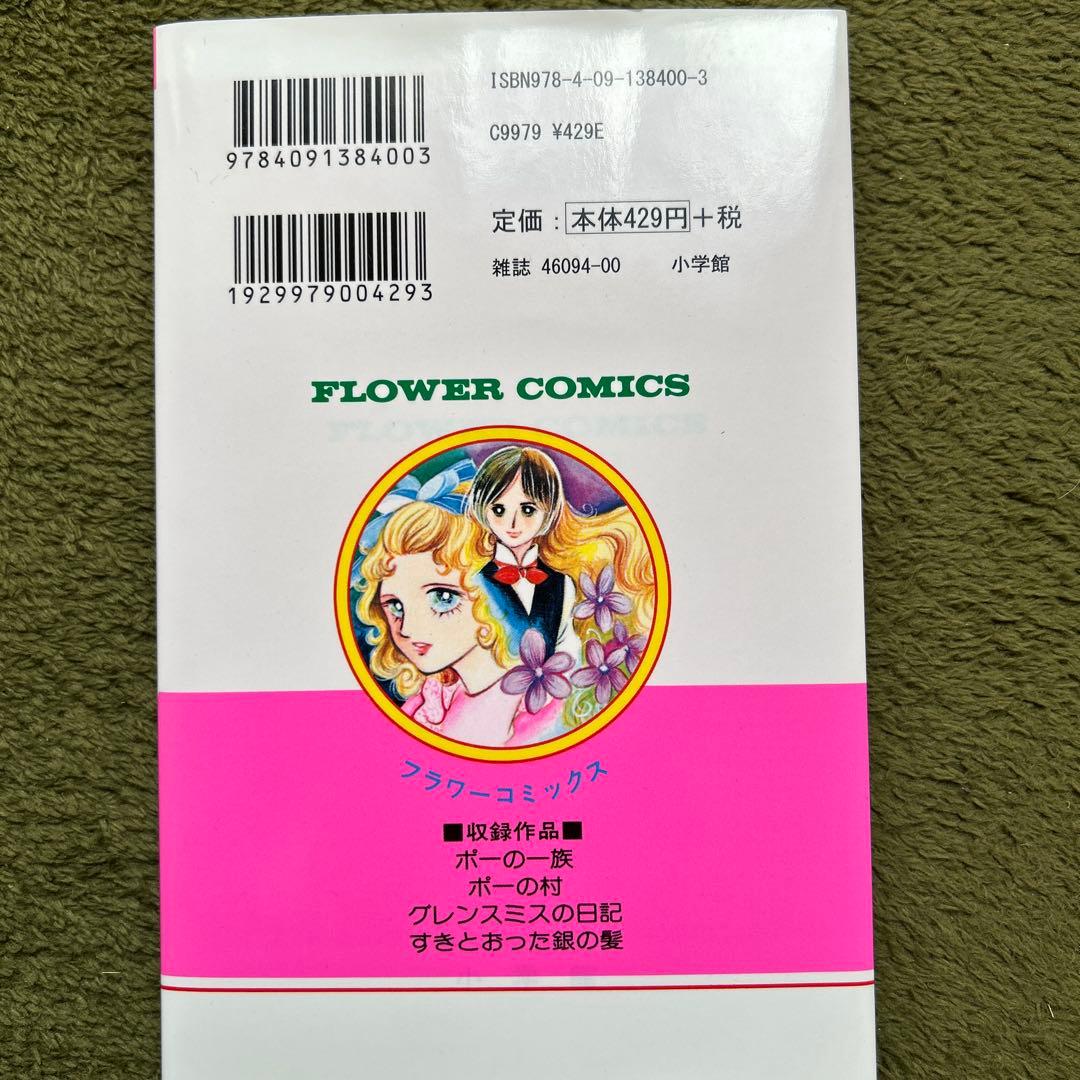 ISBN978-4-09-138400-3
C9979 ¥429E
9784091384003
定価：本体429円+税
雑誌 46094-00 小学館
1929979004293
FLOWER COMICS
フラワーコミックス
■収録作品■
ポーの一族
ポーの村
グレンスミスの日記
すきとおった銀の髪